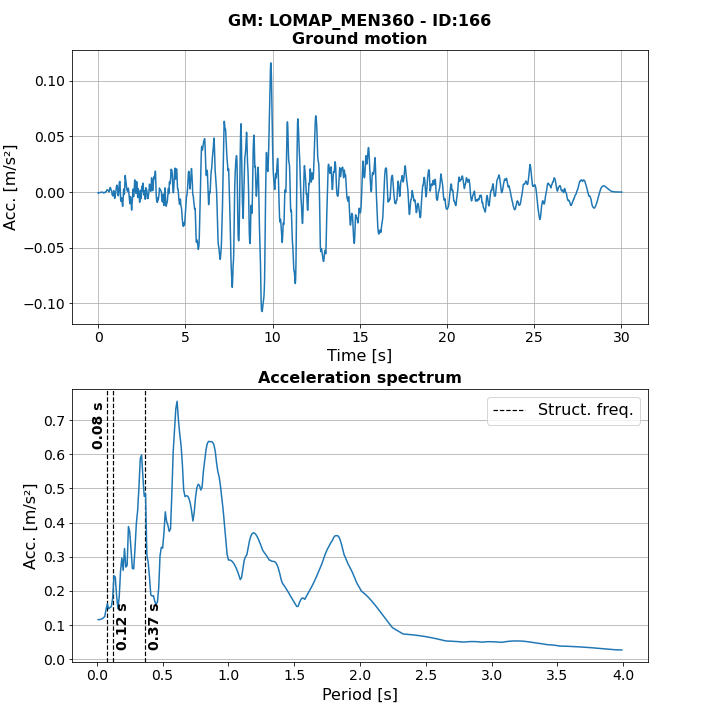 GM: LOMAP_MEN360 - ID:166
Ground motion
Acc. [m/s²]
0.10
0.05
0.00
−0.05
−0.10
0 5 10 15 20 25 30
Time [s]
Acceleration spectrum
Acc. [m/s²]
0.7
0.6
0.5
0.4
0.3
0.2
0.1
0.0
0.08 s
0.12 s
0.37 s
Struct. freq.
0.0 0.5 1.0 1.5 2.0 2.5 3.0 3.5 4.0
Period [s]